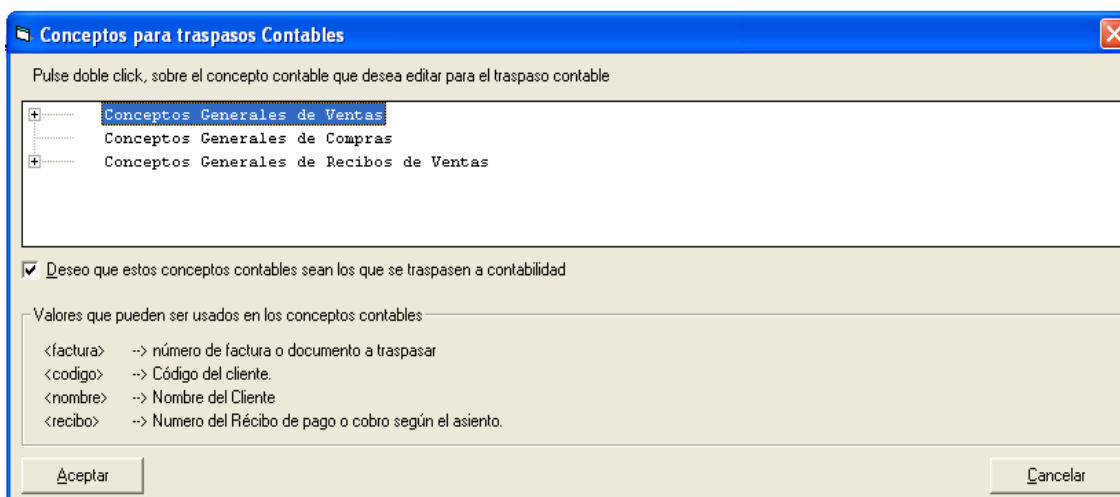 Conceptos para traspasos Contables
Pulse doble click, sobre el concepto contable que desea editar para el traspaso contable
Conceptos Generales de Ventas
Conceptos Generales de Compras
Conceptos Generales de Recibos de Ventas
Deseo que estos conceptos contables sean los que se traspasen a contabilidad
Valores que pueden ser usados en los conceptos contables
<factura> --> número de factura o documento a traspasar
<codigo> --> Código del cliente.
<nombre> --> Nombre del Cliente
<recibo> --> Numero del Récibo de pago o cobro según el asiento.
Aceptar Cancelar